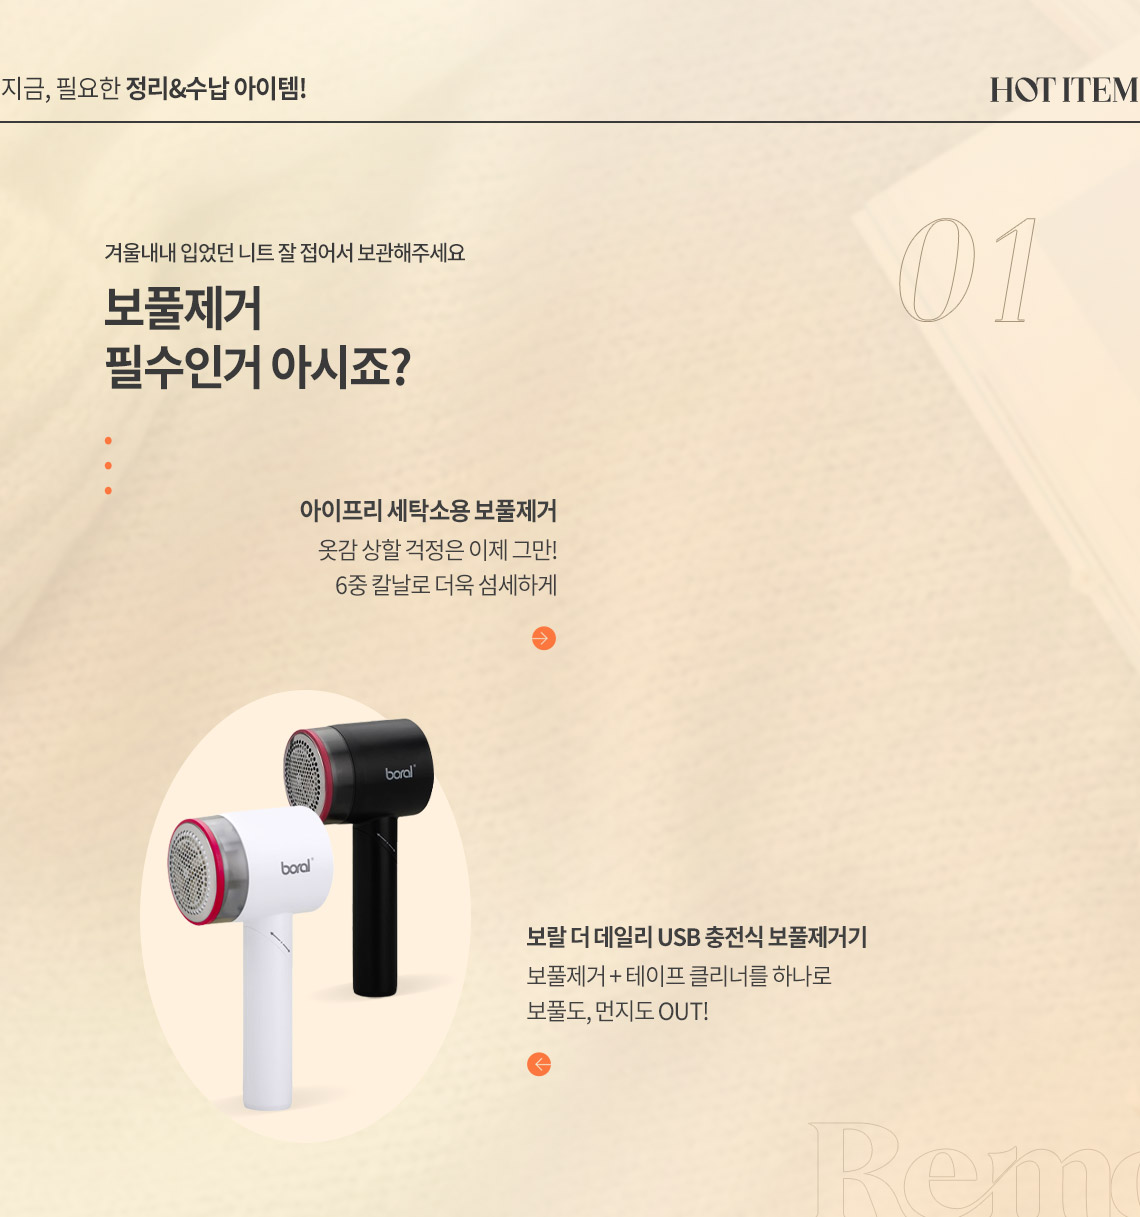 지금, 필요한 정리&수납 아이템!
HOT ITEM
01
겨울내내 입었던 니트 잘 접어서 보관해주세요
보풀제거
필수인거 아시죠?
아이프리 세탁소용 보풀제거
옷감 상할 걱정은 이제 그만!
6중 칼날로 더욱 섬세하게
boral
boral
보랄 더 데일리 USB 충전식 보풀제거기
보풀제거 + 테이프 클리너를 하나로
보풀도, 먼지도 OUT!